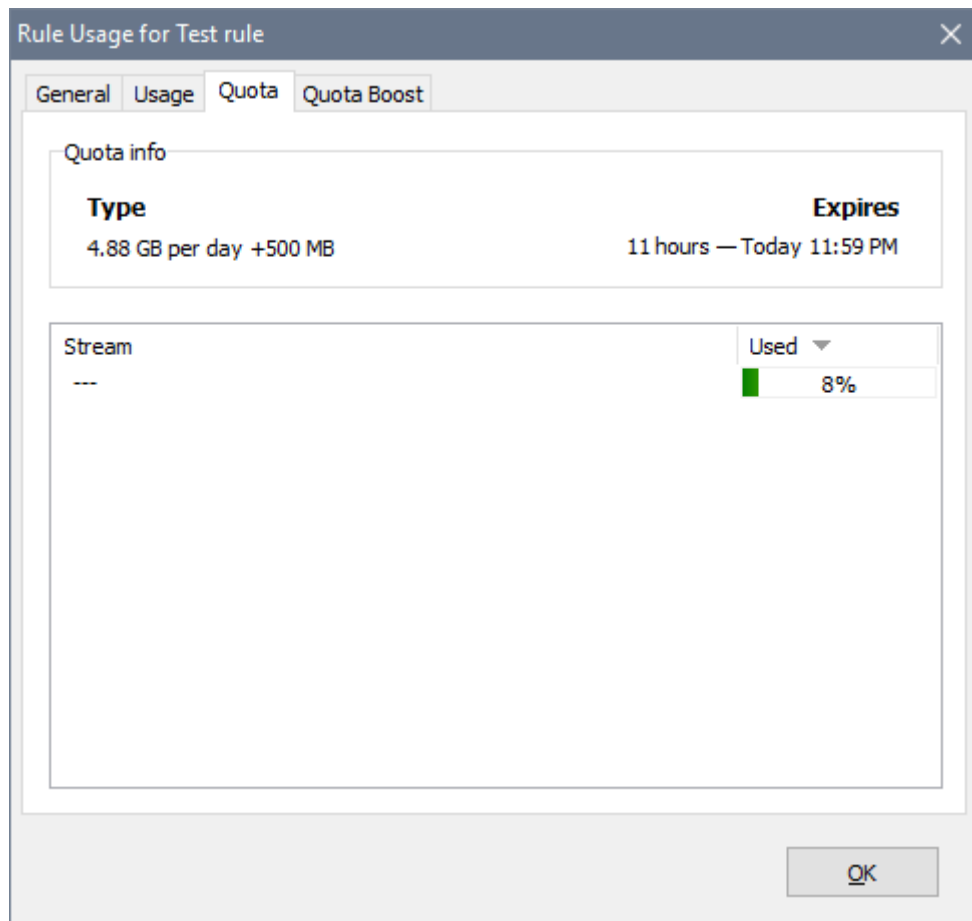 Rule Usage for Test rule
General Usage Quota Quota Boost
Quota info
Type Expires
4.88 GB per day +500 MB 11 hours — Today 11:59 PM
Stream Used
--- 8%
OK